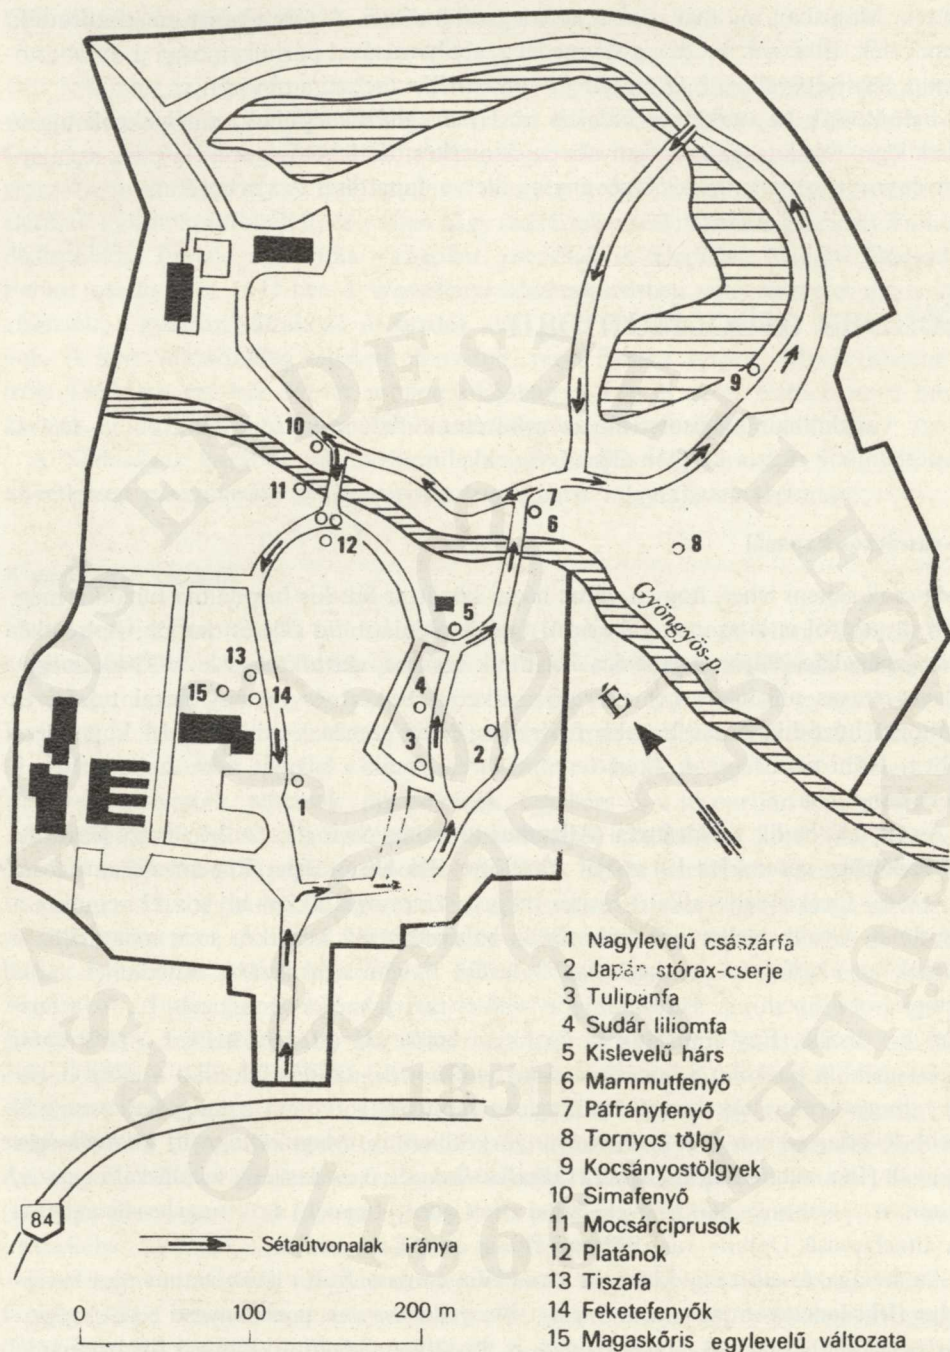 10
11
12
9
7
6
8
5
Gyöngyös-p.
13
15
14
4
3
2
1
É
1 Nagylevelű császárfa
2 Japán stórax-cserje
3 Tulipánfa
4 Sudár liliomfa
5 Kislevelű hárs
6 Mammutfenyő
7 Páfrányfenyő
8 Tornyos tölgy
9 Kocsányostölgyek
10 Simafenyő
11 Mocsárciprusok
12 Platánok
13 Tiszafa
14 Feketefenyők
15 Magaskőris egylevelű változata
84
Sétaútvonalak iránya
0 100 200 m